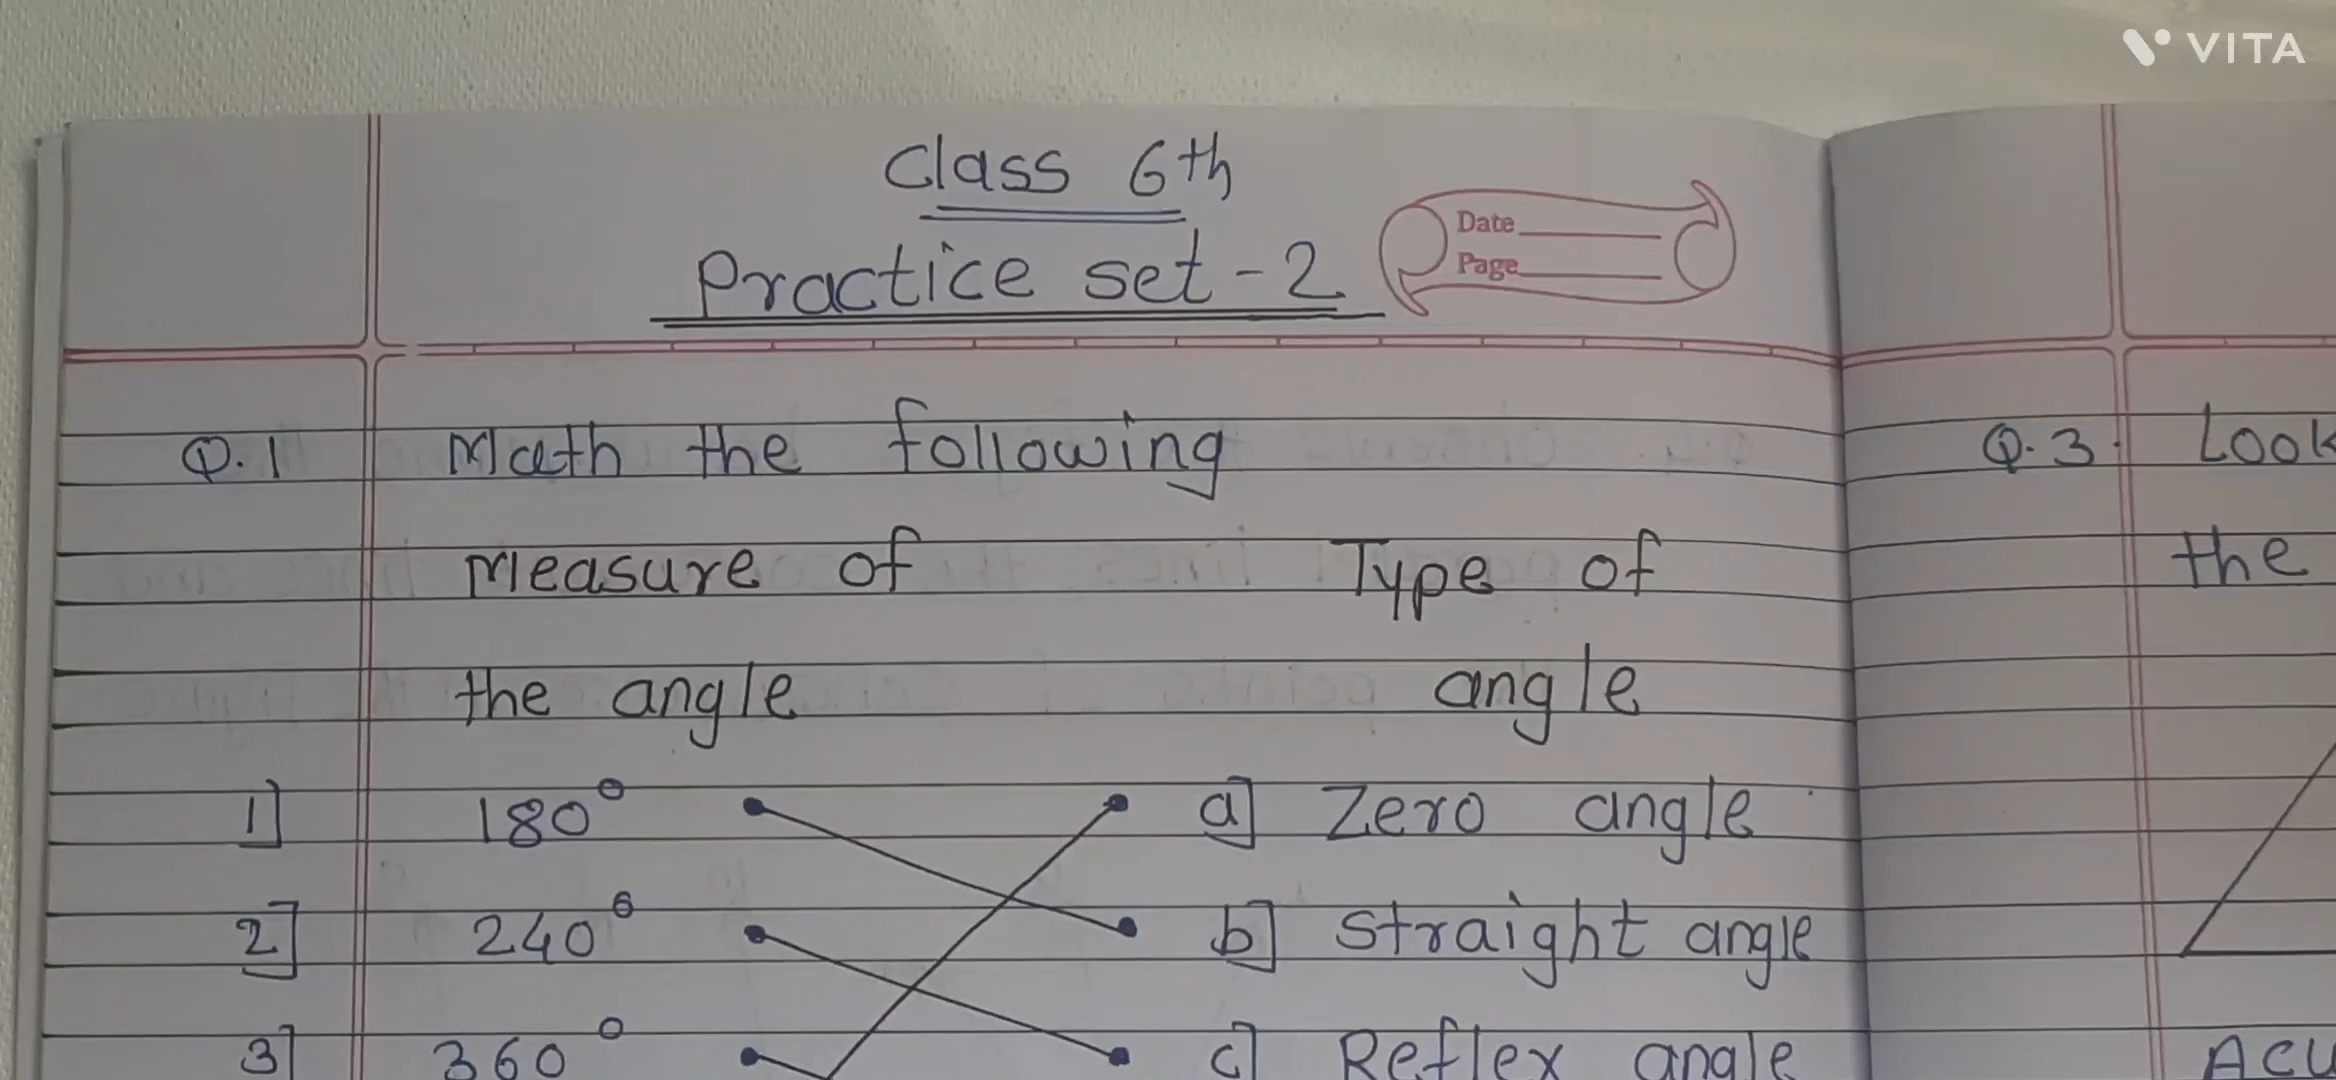 VITA
Class 6th
Practice set - 2
Date
Page
Q.1 Math the following
Measure of Type of
the angle angle
1] 180° a] Zero angle
2] 240° b] Straight angle
3] 360° c] Reflex angle
Q.3. Look
the
Acu